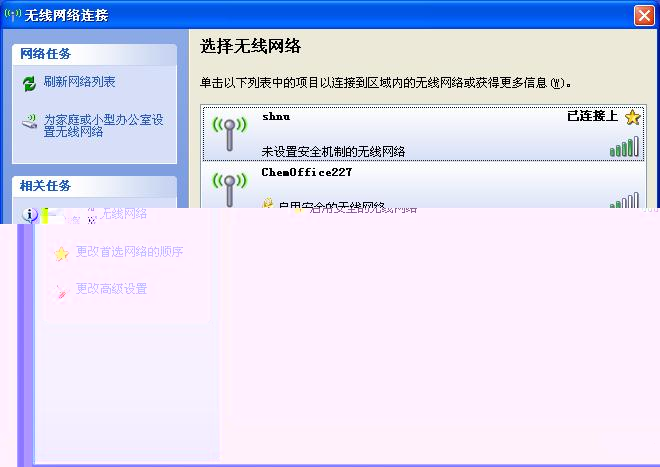 无线网络连接
网络任务
刷新网络列表
为家庭或小型办公室设
置无线网络
相关任务
无线网络
更改首选网络的顺序
更改高级设置
选择无线网络
单击以下列表中的项目以连接到区域内的无线网络或获得更多信息(W)。
shnu 已连接上
未设置安全机制的无线网络
ChemOffice227
启用安全的无线网络